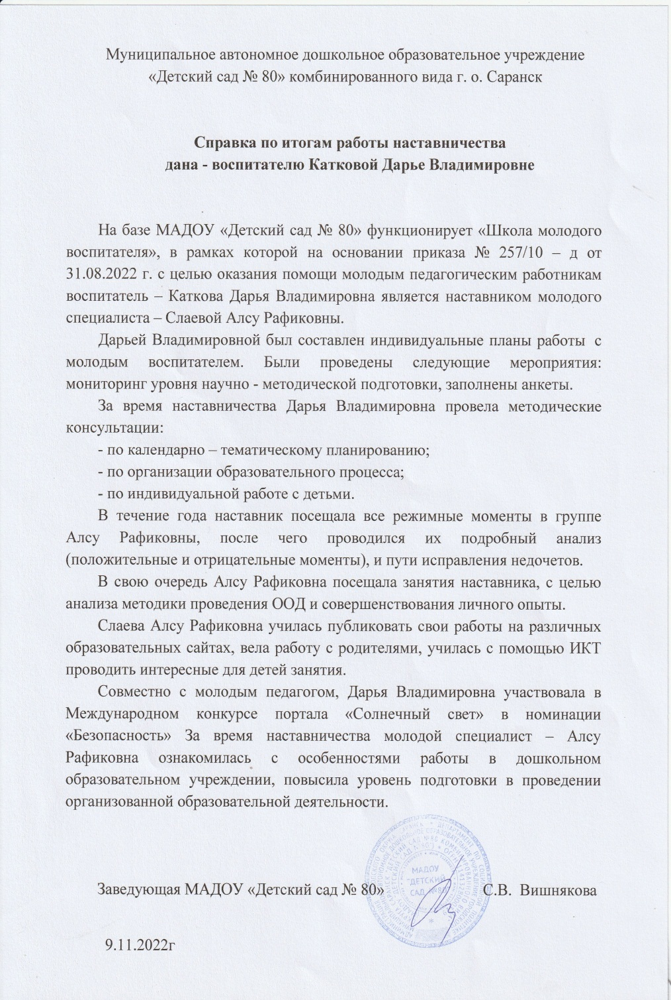 Муниципальное автономное дошкольное образовательное учреждение
«Детский сад № 80» комбинированного вида г. о. Саранск
Справка по итогам работы наставничества
дана - воспитателю Катковой Дарье Владимировне
На базе МАДОУ «Детский сад № 80» функционирует «Школа молодого
воспитателя», в рамках которой на основании приказа № 257/10 – д от
31.08.2022 г. с целью оказания помощи молодым педагогическим работникам
воспитатель – Каткова Дарья Владимировна является наставником молодого
специалиста – Слаевой Алсу Рафиковны.
Дарьей Владимировной был составлен индивидуальные планы работы с
молодым воспитателем. Были проведены следующие мероприятия:
мониторинг уровня научно - методической подготовки, заполнены анкеты.
За время наставничества Дарья Владимировна провела методические
консультации:
- по календарно – тематическому планированию;
- по организации образовательного процесса;
- по индивидуальной работе с детьми.
В течение года наставник посещала все режимные моменты в группе
Алсу Рафиковны, после чего проводился их подробный анализ
(положительные и отрицательные моменты), и пути исправления недочетов.
В свою очередь Алсу Рафиковна посещала занятия наставника, с целью
анализа методики проведения ООД и совершенствования личного опыты.
Слаева Алсу Рафиковна училась публиковать свои работы на различных
образовательных сайтах, вела работу с родителями, училась с помощью ИКТ
проводить интересные для детей занятия.
Совместно с молодым педагогом, Дарья Владимировна участвовала в
Международном конкурсе портала «Солнечный свет» в номинации
«Безопасность» За время наставничества молодой специалист – Алсу
Рафиковна ознакомилась с особенностями работы в дошкольном
образовательном учреждении, повысила уровень подготовки в проведении
организованной образовательной деятельности.
Заведующая МАДОУ «Детский сад № 80» С.В. Вишнякова
МАДОУ
"ДЕТСКИЙ
САД №80"
9.11.2022г